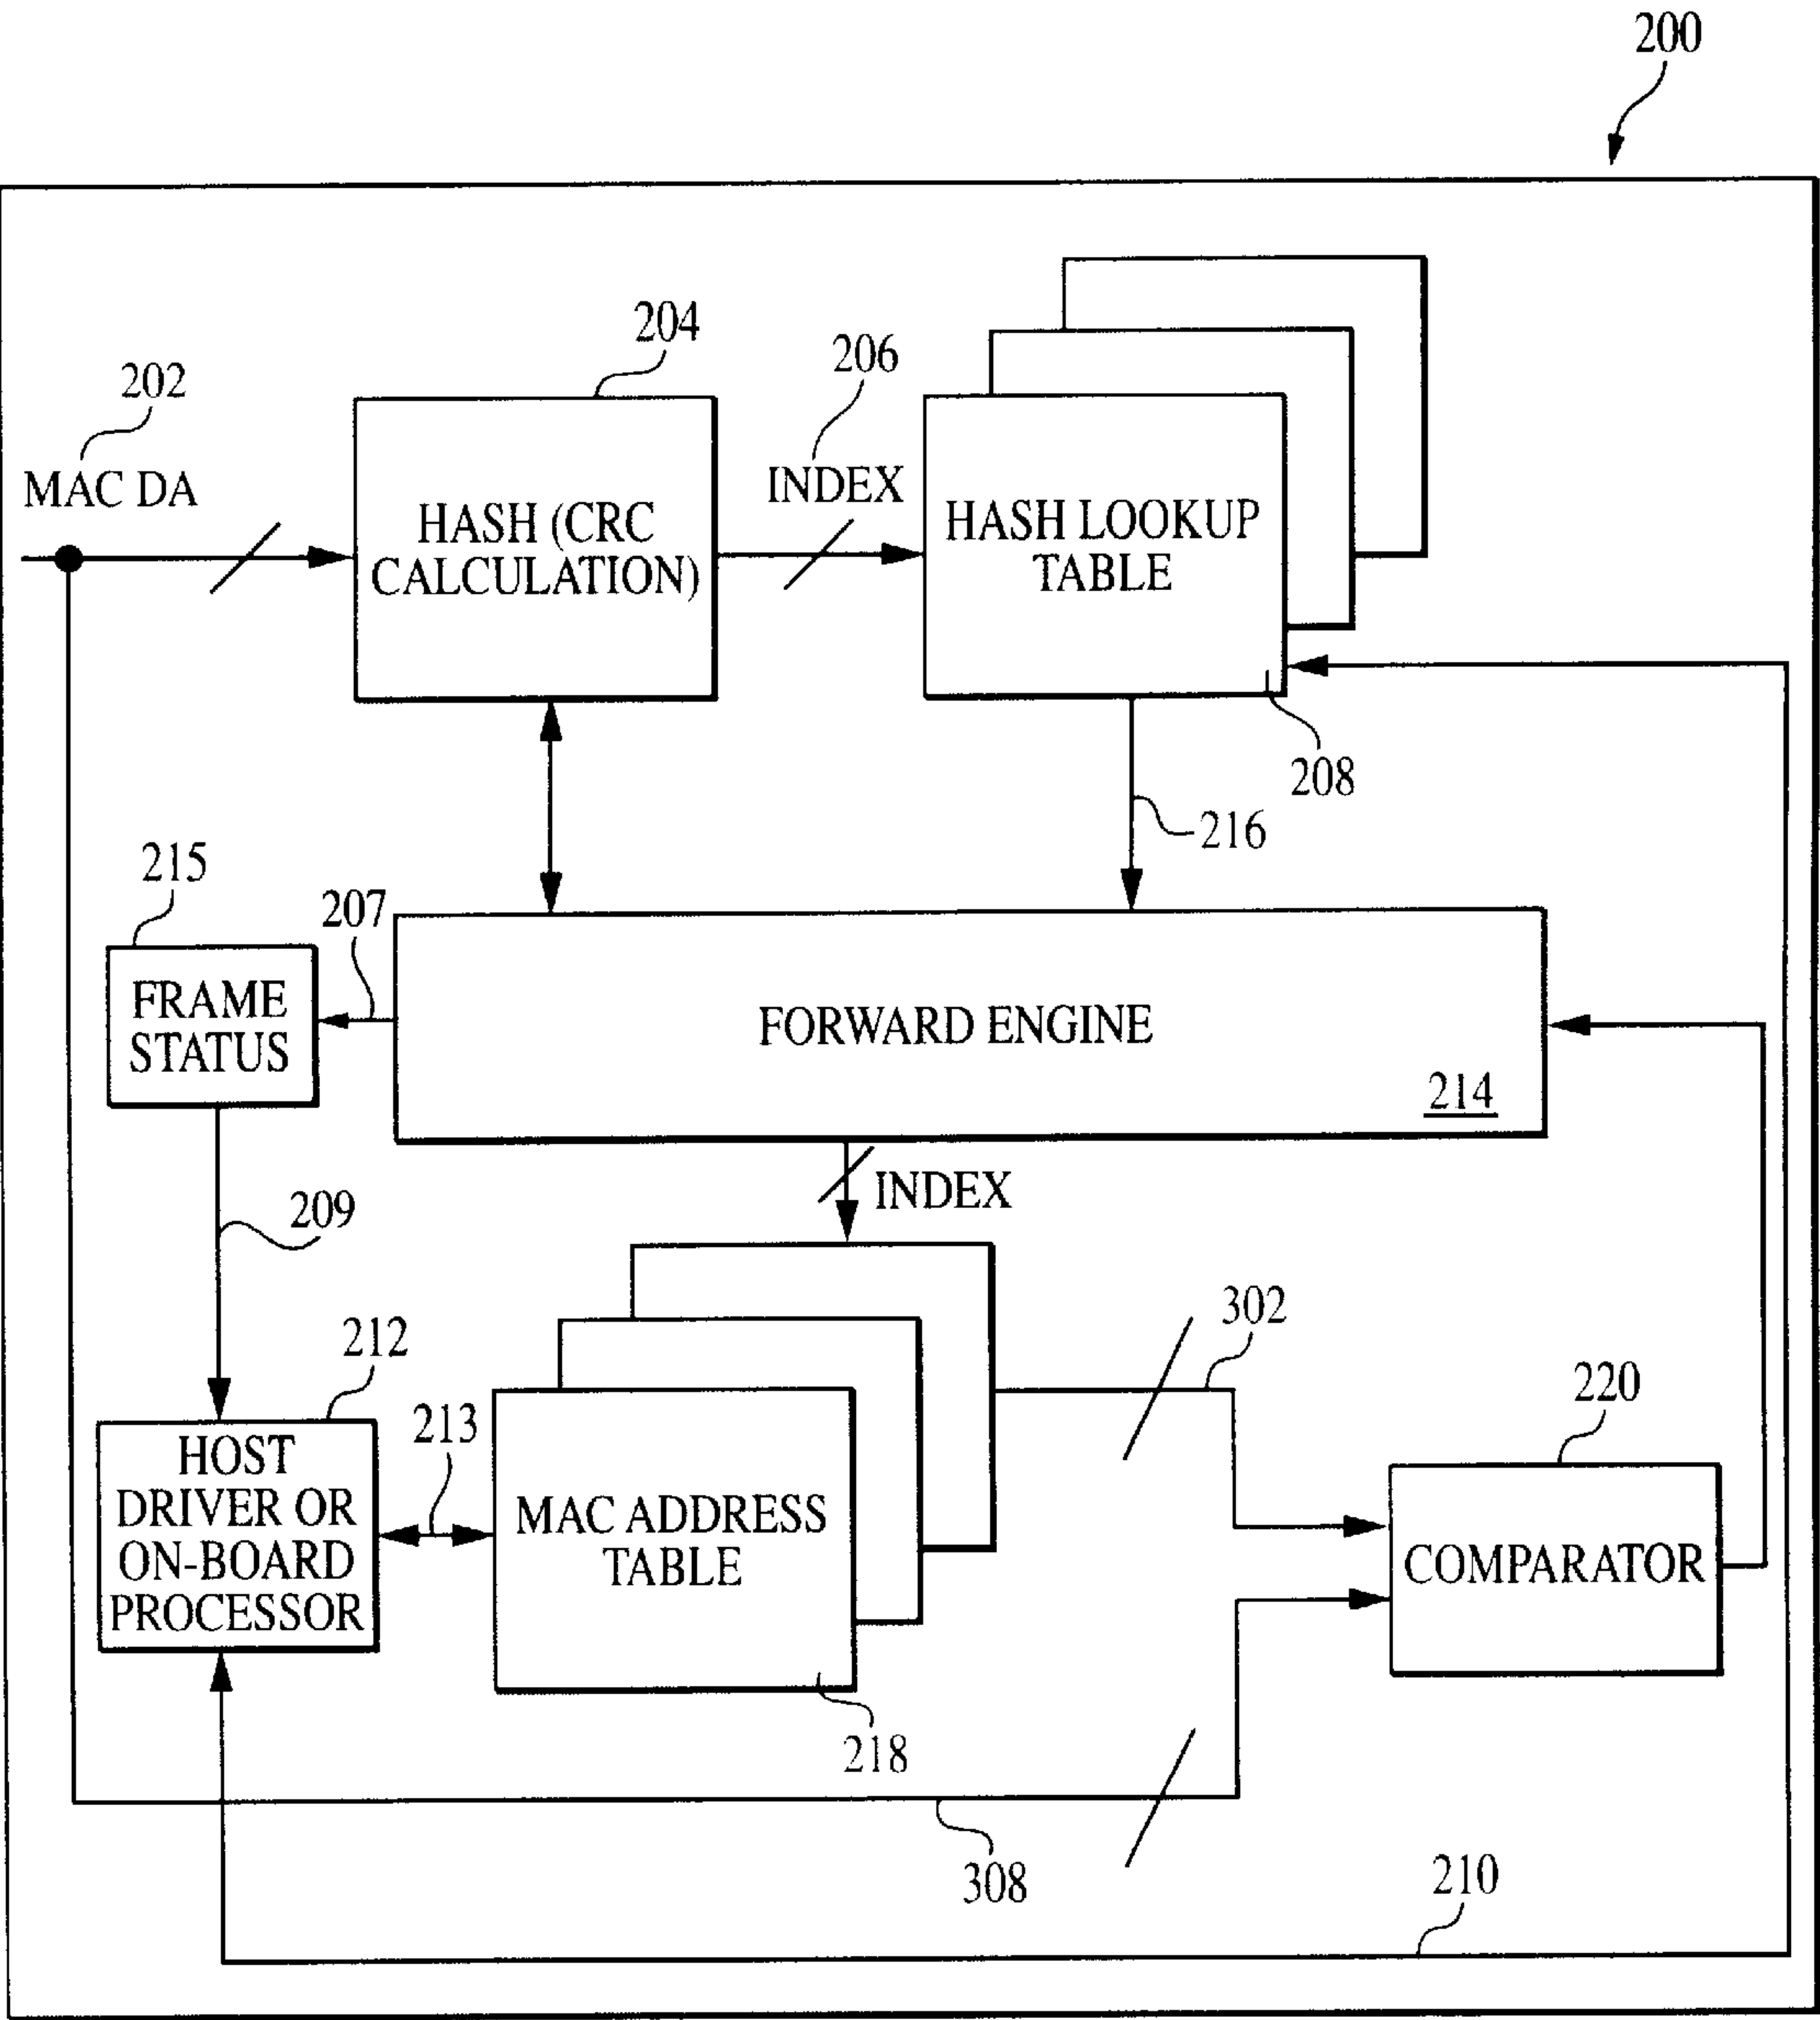 200
204
206
202
MAC DA
HASH (CRC
CALCULATION)
INDEX
HASH LOOKUP
TABLE
208
216
215
207
FRAME
STATUS
FORWARD ENGINE
214
INDEX
209
302
212
213
220
HOST
DRIVER OR
ON-BOARD
PROCESSOR
MAC ADDRESS
TABLE
COMPARATOR
218
308
210